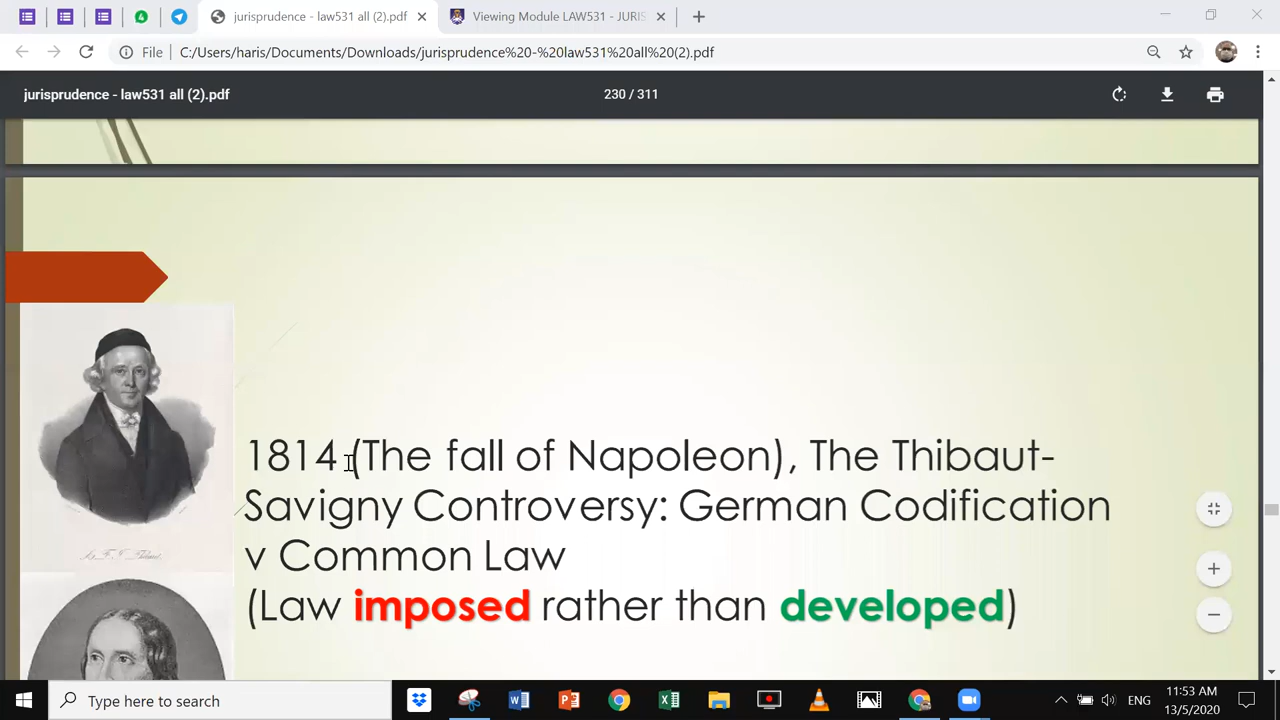 jurisprudence - law531 all (2).pdf
Viewing Module LAW531 - JURIS
File
C:/Users/haris/Documents/Downloads/jurisprudence%20-%20law531%20all%20(2).pdf
jurisprudence - law531 all (2).pdf
230 / 311
1814 (The fall of Napoleon), The Thibaut-
Savigny Controversy: German Codification
v Common Law
(Law imposed rather than developed)
Type here to search
ENG
11:53 AM
13/5/2020